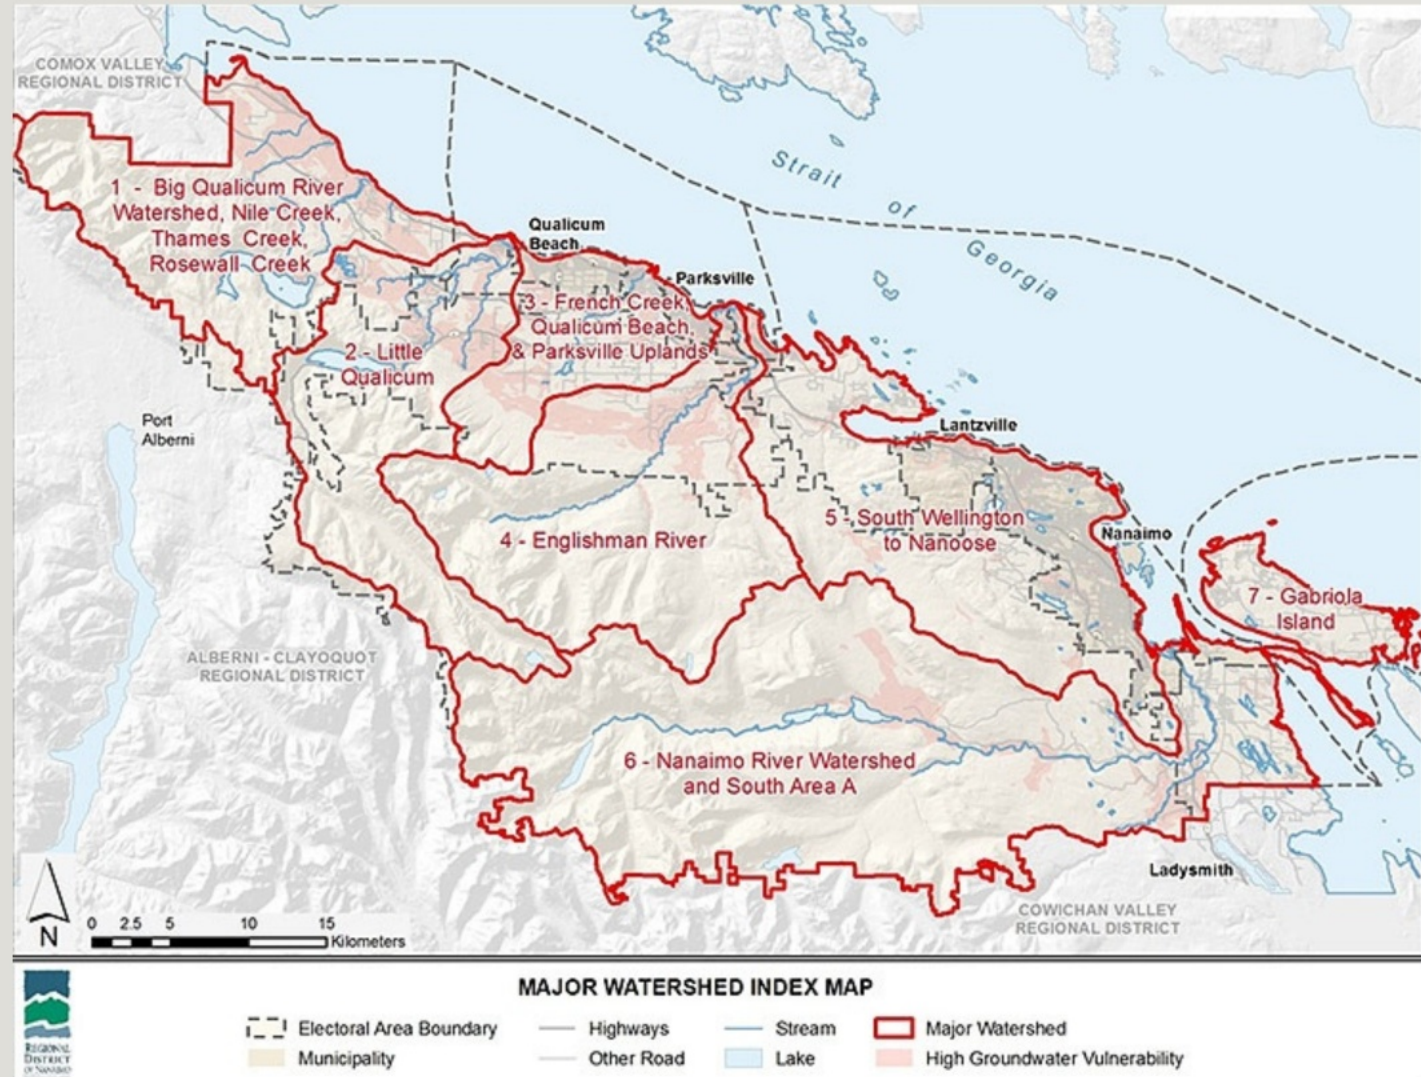 COMOX VALLEY
REGIONAL DISTRICT
1 - Big Qualicum River
Watershed, Nile Creek,
Thames Creek,
Rosewall Creek
Strait of Georgia
Qualicum
Beach
Parksville
3 - French Creek,
Qualicum Beach,
& Parksville Uplands
2 - Little
Qualicum
Port
Alberni
Lantzville
4 - Englishman River
5 - South Wellington
to Nanoose
Nanaimo
7 - Gabriola
Island
ALBERNI - CLAYOQUOT
REGIONAL DISTRICT
6 - Nanaimo River Watershed
and South Area A
Ladysmith
COWICHAN VALLEY
REGIONAL DISTRICT
N
0 2.5 5 10 15
Kilometers
MAJOR WATERSHED INDEX MAP
Electoral Area Boundary
Highways
Stream
Major Watershed
Municipality
Other Road
Lake
High Groundwater Vulnerability
REGIONAL
DISTRICT
OF NANAIMO